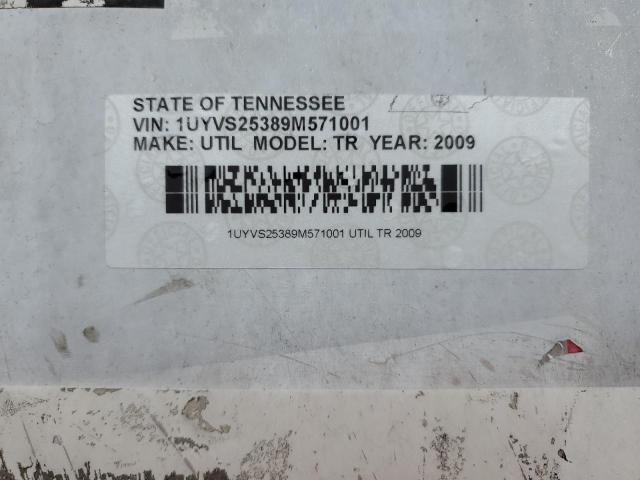 STATE OF TENNESSEE
VIN: 1UYVS25389M571001
MAKE: UTIL MODEL: TR YEAR: 2009
1UYVS25389M571001 UTIL TR 2009